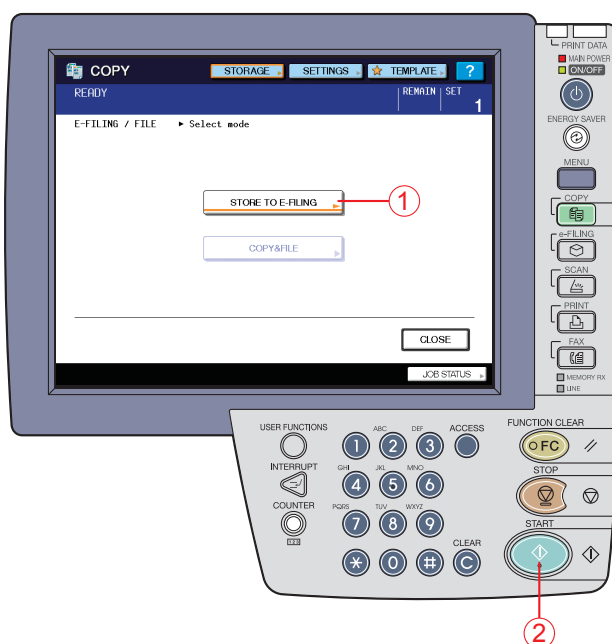 PRINT DATA
MAIN POWER
ON/OFF
COPY
STORAGE
SETTINGS
TEMPLATE
?
READY
REMAIN
SET
1
E-FILING / FILE
Select mode
STORE TO E-FILING
1
COPY&FILE
CLOSE
JOB STATUS
ENERGY SAVER
MENU
COPY
e-FILING
SCAN
PRINT
FAX
MEMORY RX
LINE
USER FUNCTIONS
INTERRUPT
COUNTER
123
ABC DEF ACCESS
1 2 3
GHI JKL MNO
4 5 6
PQRS TUV WXYZ
7 8 9
CLEAR
* 0 # C
FUNCTION CLEAR
FC
STOP
START
2